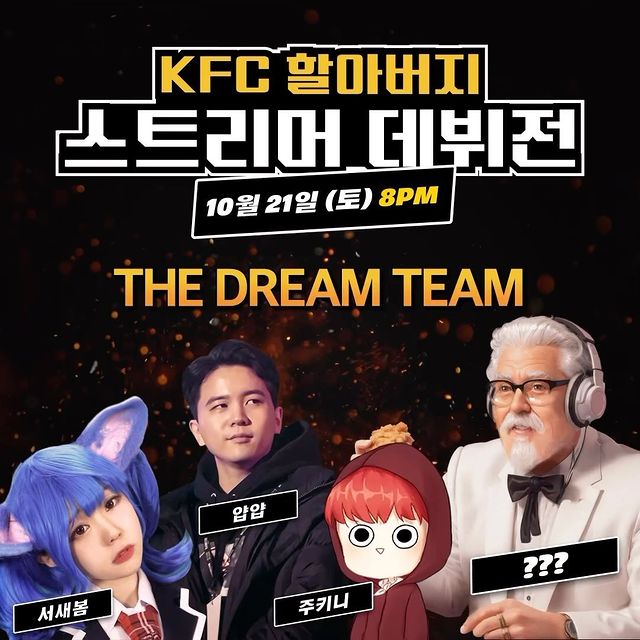 KFC 할아버지
스트리머 데뷔전
10월 21일 (토) 8PM
THE DREAM TEAM
얍얍
???
서새봄
주키니